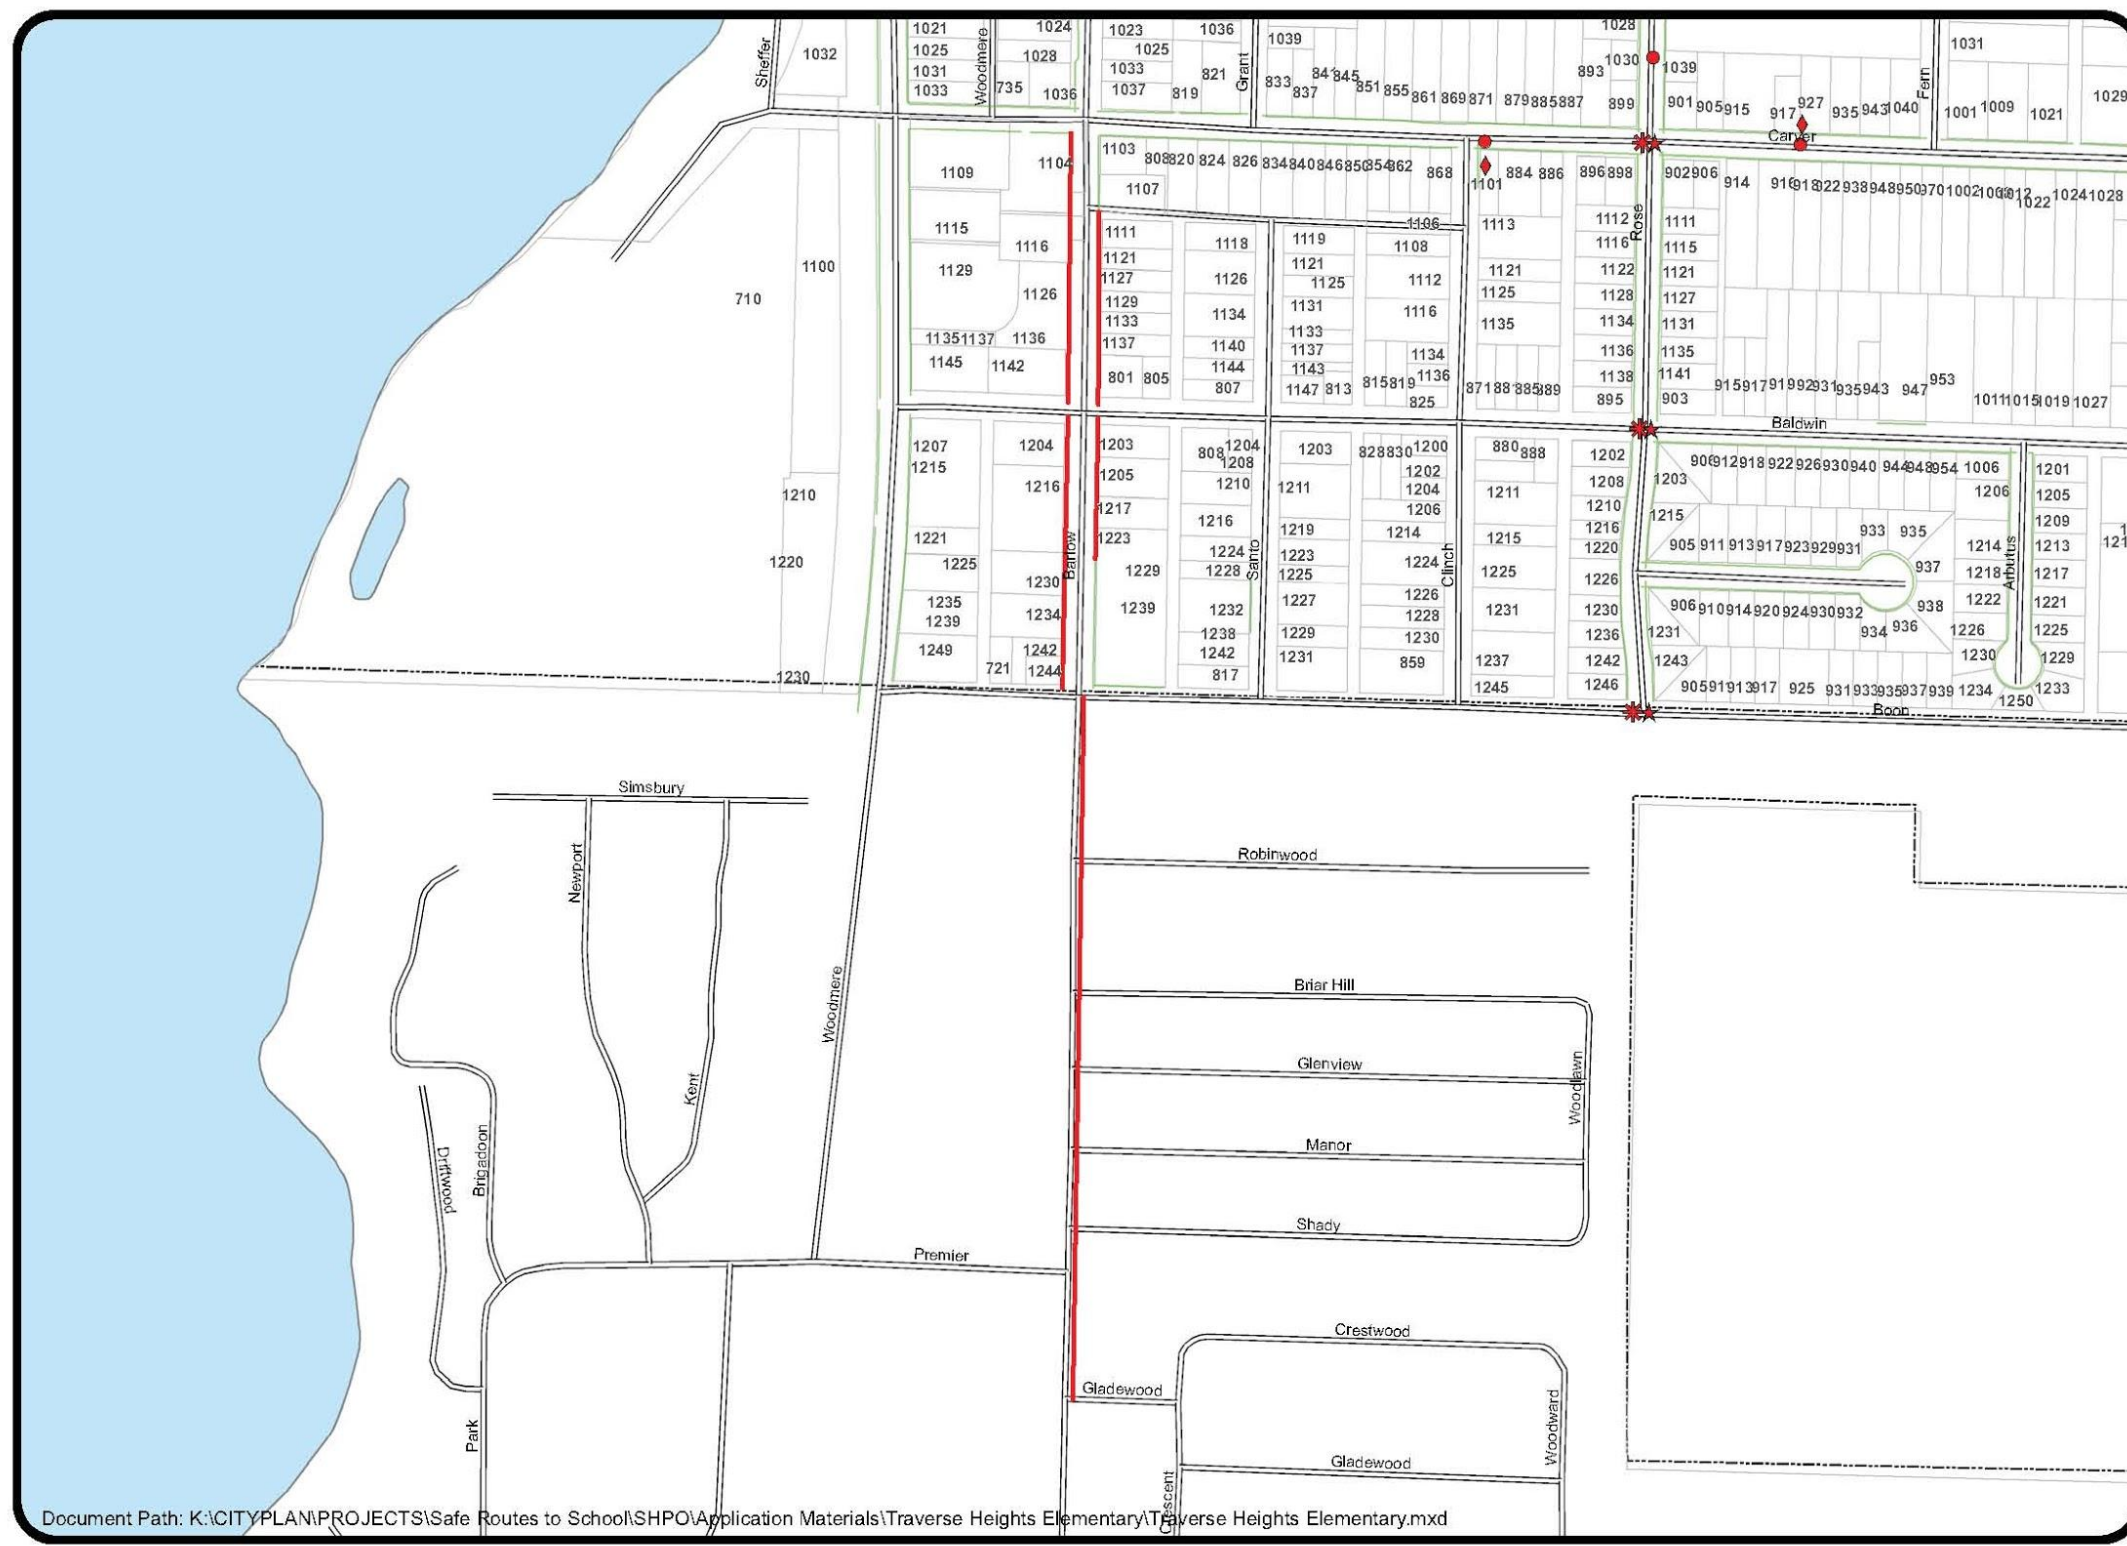 1021 Woodmere 1024 1023 1036 1028
Sheffer 1032 1025 1028 1025 Grant 1039 1030 1039 Fern 1031
1031 1033 821 833 837 845 851 855 861 869 871 879 885 887 893 899 901 905 915 917 927 935 943 1040 1001 1009 1021 1029
1033 735 1036 1037 819
Carver
1109 1104 1103 808 820 824 826 834 840 846 850 854 862 868 1101 884 886 896 898 902 906 914 916 918 922 938 948 950 970 1002 1012 1022 1024 1028
1107
1115 1116 1111 1118 1119 1106 1108 1113 1112 Rose 1111
1100 1129 1121 1121 1116 1115
710 1126 1127 1126 1125 1112 1121 1122 1121
1129 1134 1131 1116 1125 1128 1127
1133 1133 1135 1134 1131
1135 1137 1136 1137 1140 1137 1134 1136 1135
1145 1142 1144 1143 1136 1138 1141
801 805 807 1147 813 815 819 825 871 881 885 889 895 903 915 917 919 931 935 943 947 953 1011 1015 1019 1027
Baldwin
1207 1204 1203 808 1204 1203 828 830 1200 880 888 1202 912 918 922 926 930 940 944 948 954 1006 1201
1215 1205 1208 1202 1208 1203 1206 1205
1210 1216 1217 1210 1211 1204 1211 1210 1215 1209
1216 1206 1216 933 935
1221 1223 1224 1219 1214 1215 1220 905 911 913 917 923 929 931 1214 1213
1220 1225 Barlow 1229 1228 Santo 1223 1224 Clinch 1225 1226 937 1218 Arbutus 1217
1230 1225
1235 1234 1239 1232 1227 1226 1231 1230 906 910 914 920 924 930 932 938 1222 1221
1239 1238 1229 1228 1236 1231 934 936 1226 1225
1249 1242 1242 1231 1230 1237 1242 1243 1230 1229
1230 721 1244 817 859 1245 1246 905 911 913 917 925 931 933 935 937 939 1234 1250 1233
Boon
Simsbury
Newport
Robinwood
Woodmere
Briar Hill
Kent
Glenview
Woodlawn
Driftwood
Brigadoon
Manor
Shady
Premier
Crestwood
Gladewood
Park
Woodward
Gladewood
Crescent
Document Path: K:\CITYPLAN\PROJECTS\Safe Routes to School\SHPO\Application Materials\Traverse Heights Elementary\Traverse Heights Elementary.mxd